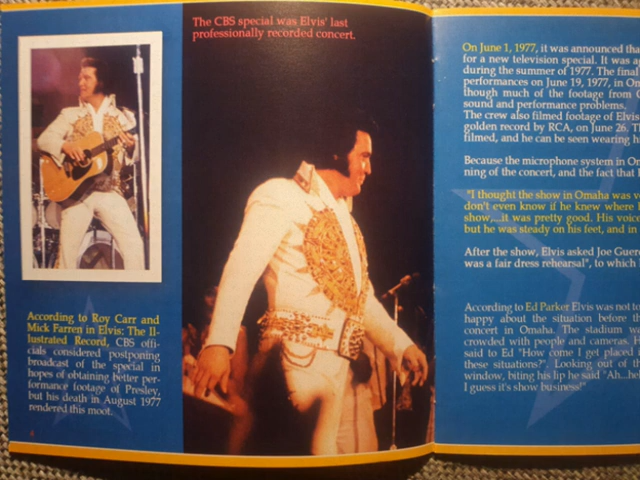 The CBS special was Elvis' last
professionally recorded concert.
According to Roy Carr and
Mick Farren in Elvis: The Il-
lustrated Record, CBS offi-
cials considered postponing
broadcast of the special in
hopes of obtaining better per-
formance footage of Presley,
but his death in August 1977
rendered this moot.
4
On June 1, 1977, it was announced tha
for a new television special. It was a
during the summer of 1977. The final
performances on June 19, 1977, in Om
though much of the footage from
sound and performance problems.
The crew also filmed footage of Elvis
golden record by RCA, on June 26. T
filmed, and he can be seen wearing hi
Because the microphone system in Om
ning of the concert, and the fact that
"I thought the show in Omaha was v
don't even know if he knew where
show,...it was pretty good. His voice
but he was steady on his feet, and in
After the show, Elvis asked Joe Guer
was a fair dress rehearsal", to which
According to Ed Parker Elvis was not to
happy about the situation before th
concert in Omaha. The stadium w
crowded with people and cameras. H
said to Ed "How come I get placed
these situations?". Looking out of th
window, biting his lip he said "Ah...hel
I guess it's show business!"